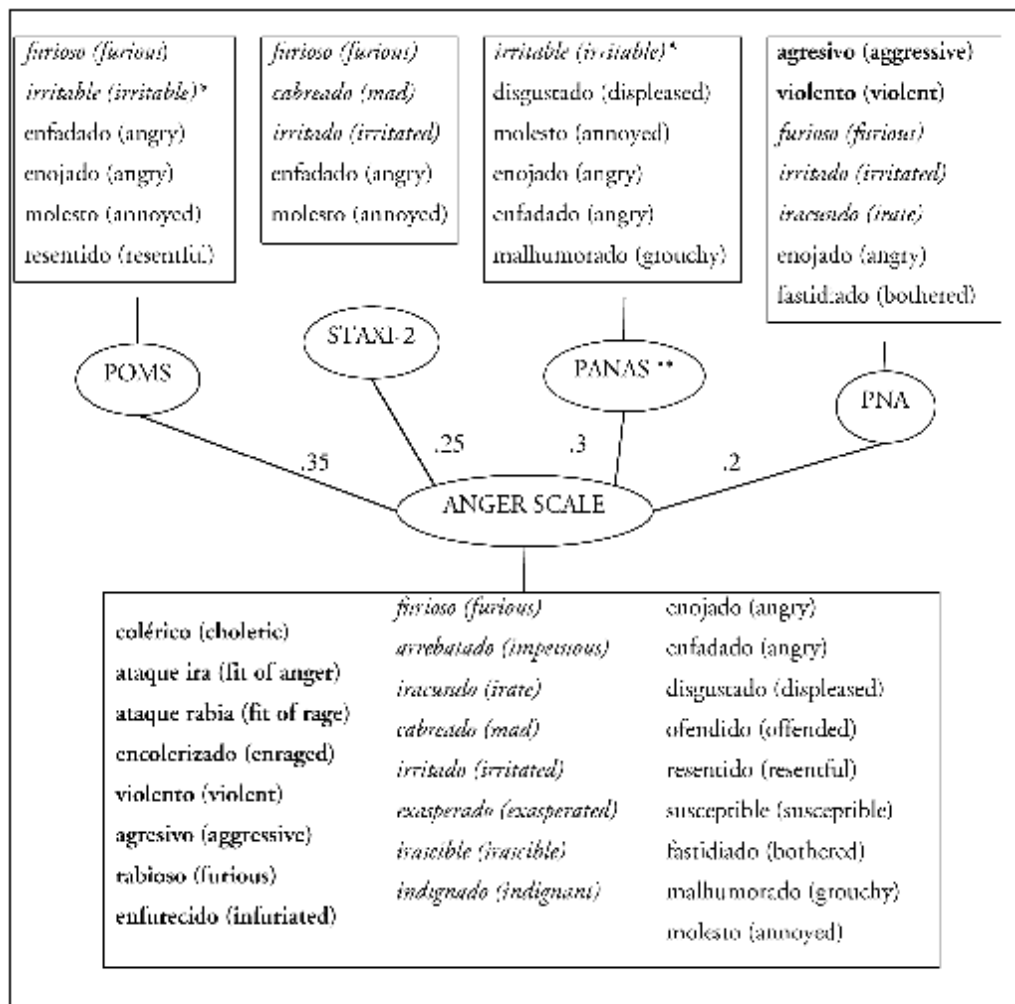 furioso (furious)
irritable (irritable)*
enfadado (angry)
enojado (angry)
molesto (annoyed)
resentido (resentful)
furioso (furious)
cabreado (mad)
irritado (irritated)
enfadado (angry)
molesto (annoyed)
irritable (irritable)*
disgustado (displeased)
molesto (annoyed)
enojado (angry)
enfadado (angry)
malhumorado (grouchy)
agresivo (aggressive)
violento (violent)
furioso (furious)
irritado (irritated)
iracundo (irate)
enojado (angry)
fastidiado (bothered)
POMS
STAXI-2
PANAS **
PNA
.35
.25
.3
.2
ANGER SCALE
colérico (choleric)
ataque ira (fit of anger)
ataque rabia (fit of rage)
encolerizado (enraged)
violento (violent)
agresivo (aggressive)
rabioso (furious)
enfurecido (infuriated)
furioso (furious)
arrebatado (impetuous)
iracundo (irate)
cabreado (mad)
irritado (irritated)
exasperado (exasperated)
irascible (irascible)
indignado (indignant)
enojado (angry)
enfadado (angry)
disgustado (displeased)
ofendido (offended)
resentido (resentful)
susceptible (susceptible)
fastidiado (bothered)
malhumorado (grouchy)
molesto (annoyed)